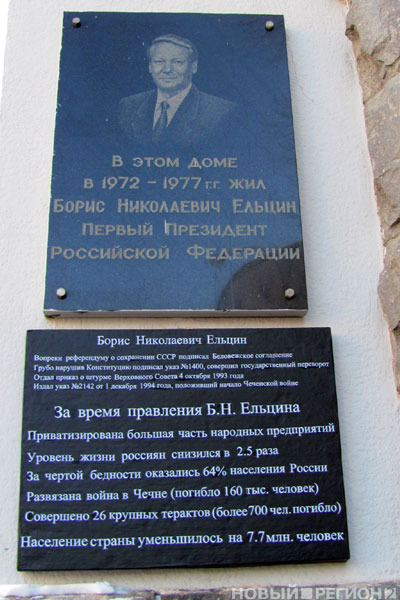 В этом доме
в 1972 – 1977 г.г. жил
Борис Николаевич Ельцин
Первый Президент
Российской Федерации
Борис Николаевич Ельцин
Вопреки референдуму о сохранении СССР подписал Беловежское соглашение
Грубо нарушив Конституцию подписал указ №1400, совершил государственный переворот
Отдал приказ о штурме Верховного Совета 4 октября 1993 года
Издал указ №2142 от 1 декабря 1994, положивший начало Чеченской войне
За время правления Б.Н. Ельцина
Приватизирована большая часть народных предприятий
Уровень жизни россиян снизился в 2.5 раза
За чертой бедности оказались 64% населения России
Развязана война в Чечне (погибло 160 тыс. человек)
Совершено 26 крупных терактов (более 700 чел. погибло)
Население страны уменьшилось на 7.7 млн. человек
НОВЫЙ РЕГИОН 2